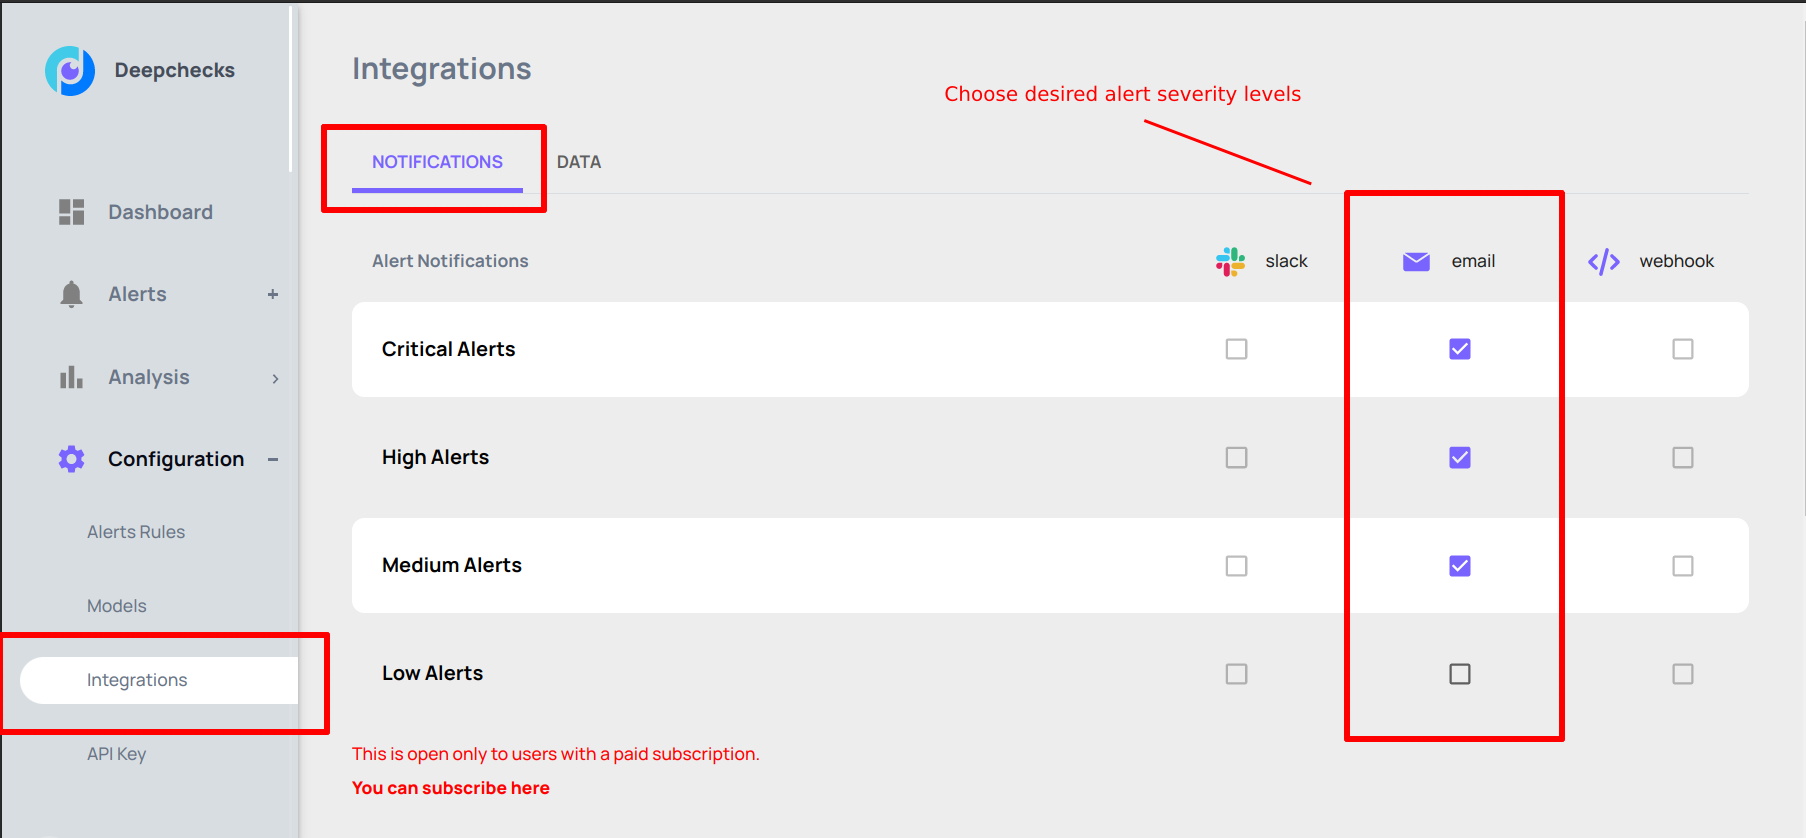 Deepchecks
Integrations
Choose desired alert severity levels
NOTIFICATIONS DATA
Dashboard
Alerts +
Analysis >
Configuration −
Alerts Rules
Models
Integrations
API Key
Alert Notifications slack email </> webhook
Critical Alerts
High Alerts
Medium Alerts
Low Alerts
This is open only to users with a paid subscription.
You can subscribe here